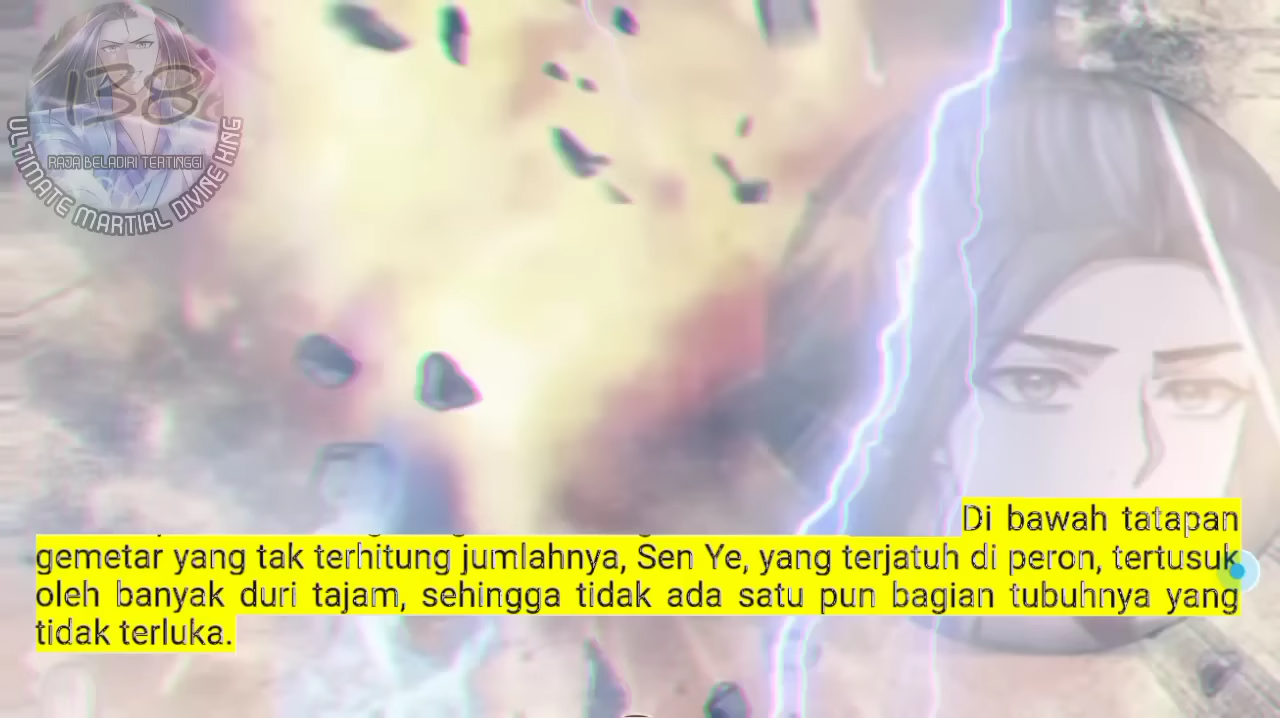 138
RAJA BELADIRI TERTINGGI
ULTIMATE MARTIAL DIVINE KING
Di bawah tatapan
gemetar yang tak terhitung jumlahnya, Sen Ye, yang terjatuh di peron, tertusuk
oleh banyak duri tajam, sehingga tidak ada satu pun bagian tubuhnya yang
tidak terluka.